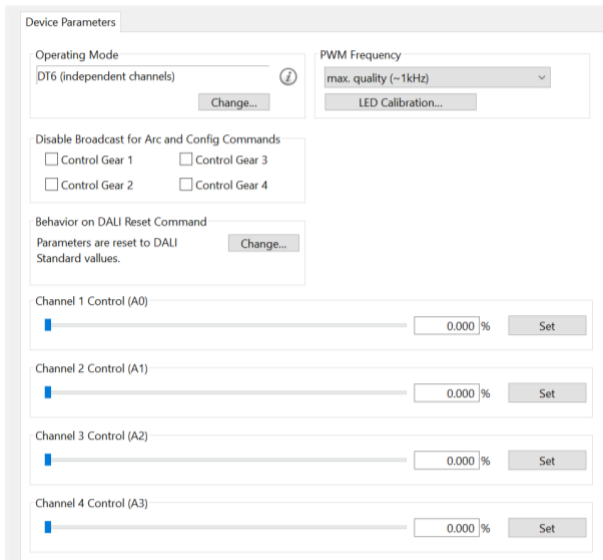 Device Parameters
Operating Mode
DT6 (independent channels)
Change...
PWM Frequency
max. quality (~1kHz)
LED Calibration...
Disable Broadcast for Arc and Config Commands
Control Gear 1
Control Gear 3
Control Gear 2
Control Gear 4
Behavior on DALI Reset Command
Parameters are reset to DALI
Standard vallues.
Change...
Channel 1 Control (A0)
0.000 %
Set
Channel 2 Control (A1)
0.000 %
Set
Channel 3 Control (A2)
0.000 %
Set
Channel 4 Control (A3)
0.000 %
Set